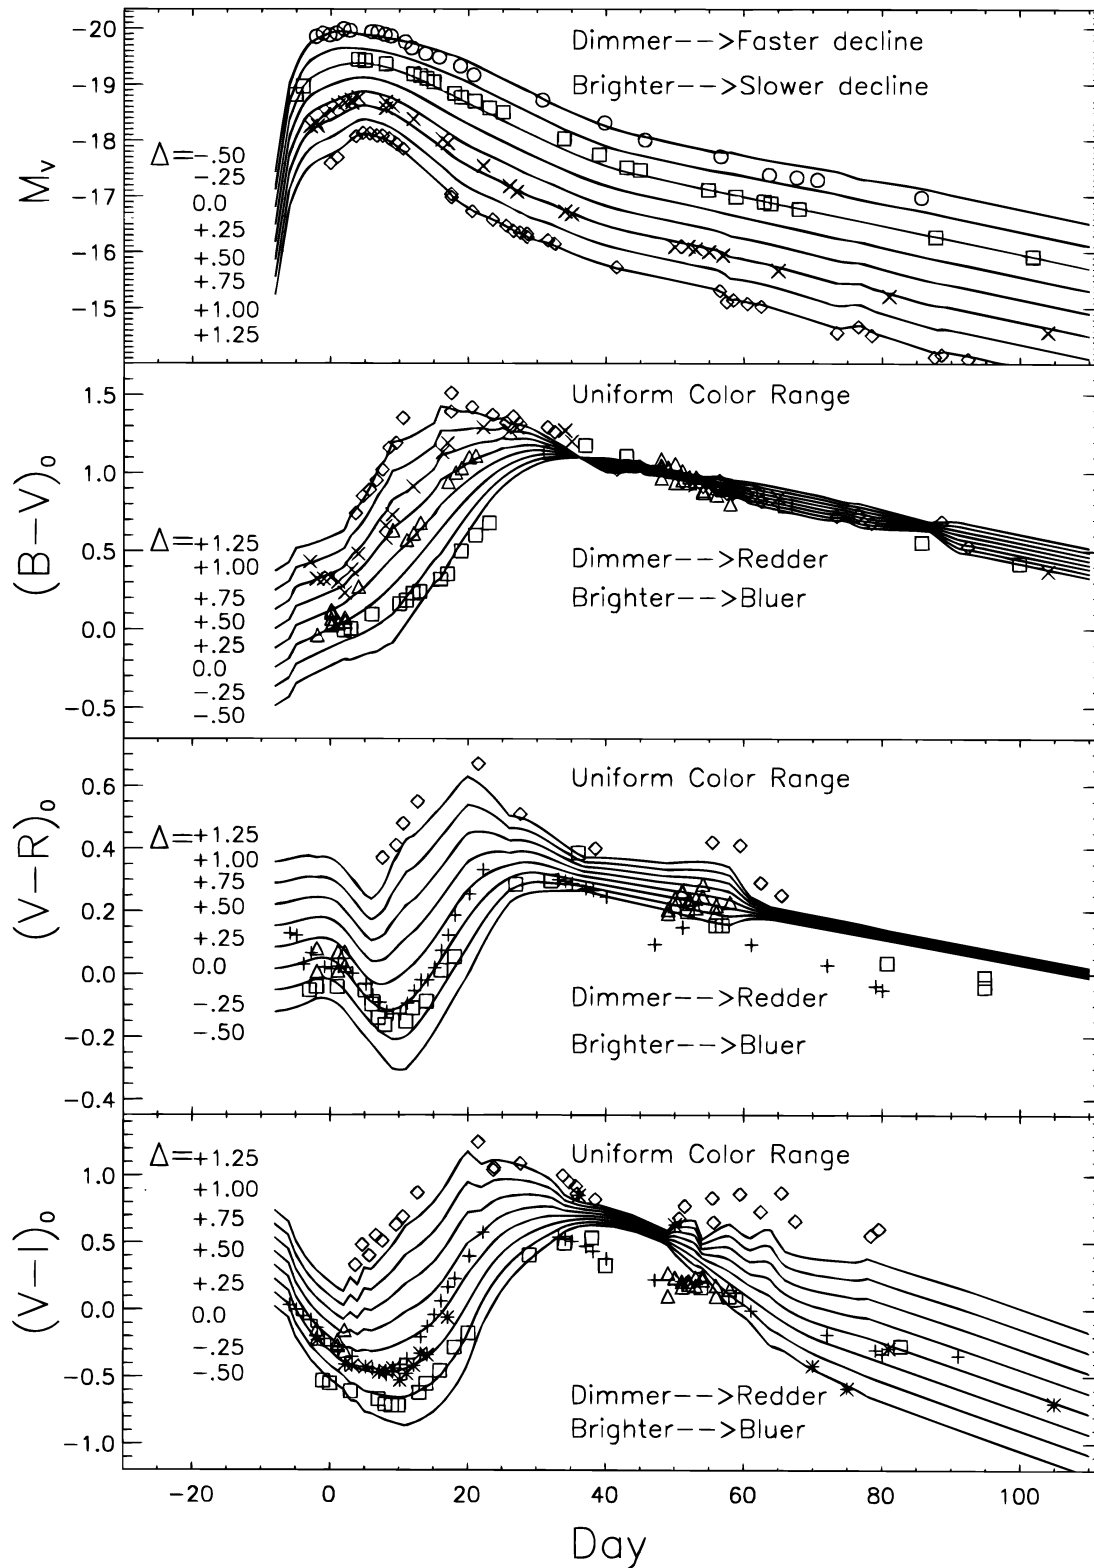 -20
-19
-18
-17
-16
-15
M_v
Dimmer-->Faster decline
Brighter-->Slower decline
Δ=-.50
-.25
0.0
+.25
+.50
+.75
+1.00
+1.25
1.5
1.0
0.5
0.0
-0.5
(B-V)_0
Uniform Color Range
Δ=+1.25
+1.00
+.75
+.50
+.25
0.0
-.25
-.50
Dimmer-->Redder
Brighter-->Bluer
0.6
0.4
0.2
0.0
-0.2
-0.4
(V-R)_0
Uniform Color Range
Δ=+1.25
+1.00
+.75
+.50
+.25
0.0
-.25
-.50
Dimmer-->Redder
Brighter-->Bluer
1.0
0.5
0.0
-0.5
-1.0
(V-I)_0
Uniform Color Range
Δ=+1.25
+1.00
+.75
+.50
+.25
0.0
-.25
-.50
Dimmer-->Redder
Brighter-->Bluer
-20 0 20 40 60 80 100
Day